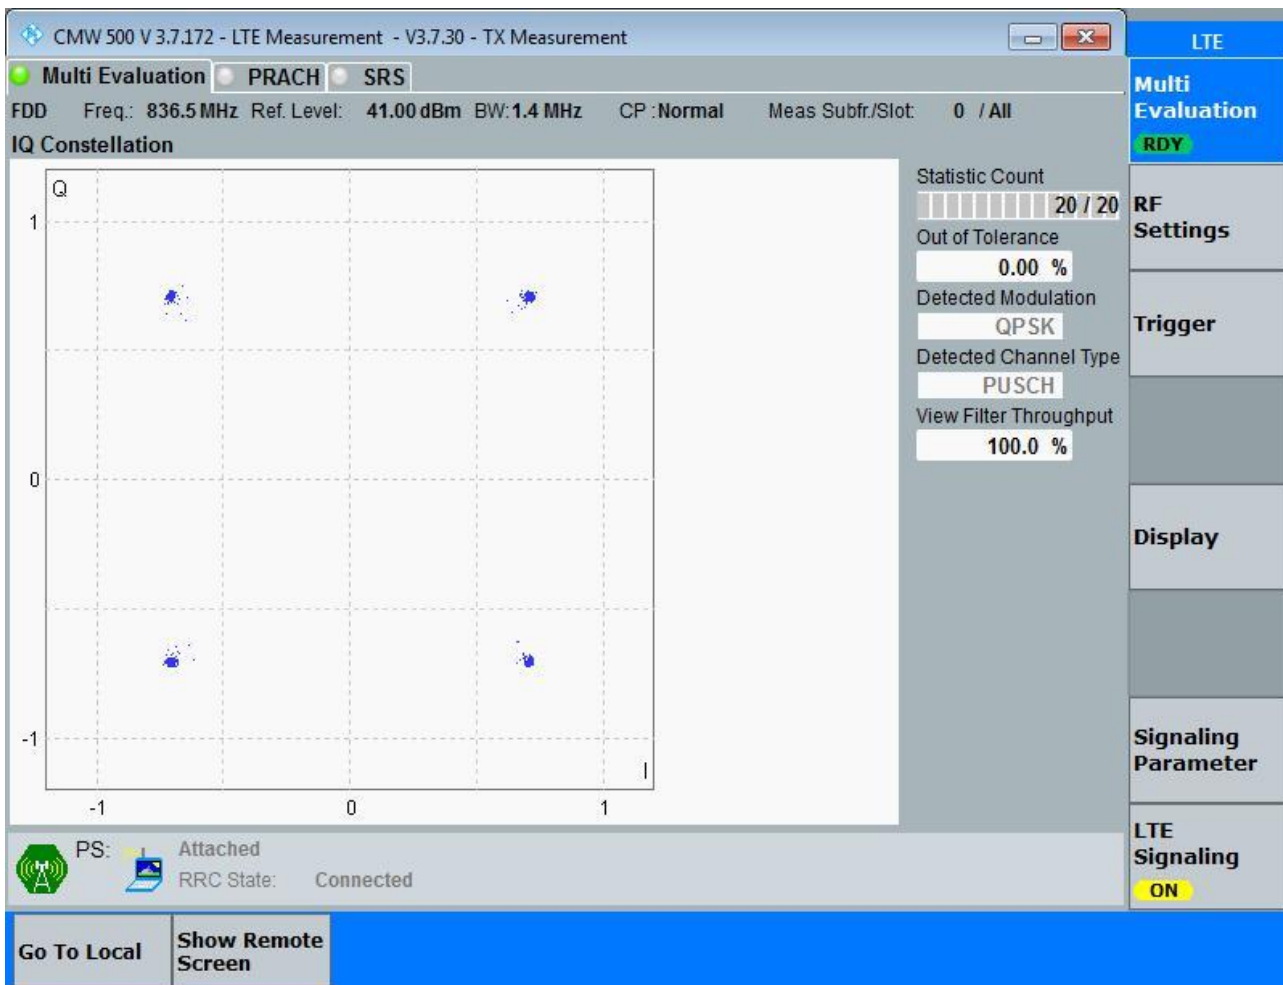 CMW 500 V 3.7.172 - LTE Measurement - V3.7.30 - TX Measurement
LTE
Multi Evaluation PRACH SRS
FDD Freq.: 836.5 MHz Ref. Level: 41.00 dBm BW: 1.4 MHz CP : Normal Meas Subfr./Slot: 0 / All
IQ Constellation
Q
1
0
-1
I
-1 0 1
Statistic Count
20 / 20
Out of Tolerance
0.00 %
Detected Modulation
QPSK
Detected Channel Type
PUSCH
View Filter Throughput
100.0 %
Multi
Evaluation
RDY
RF
Settings
Trigger
Display
Signaling
Parameter
LTE
Signaling
ON
PS: Attached
RRC State: Connected
Go To Local
Show Remote
Screen